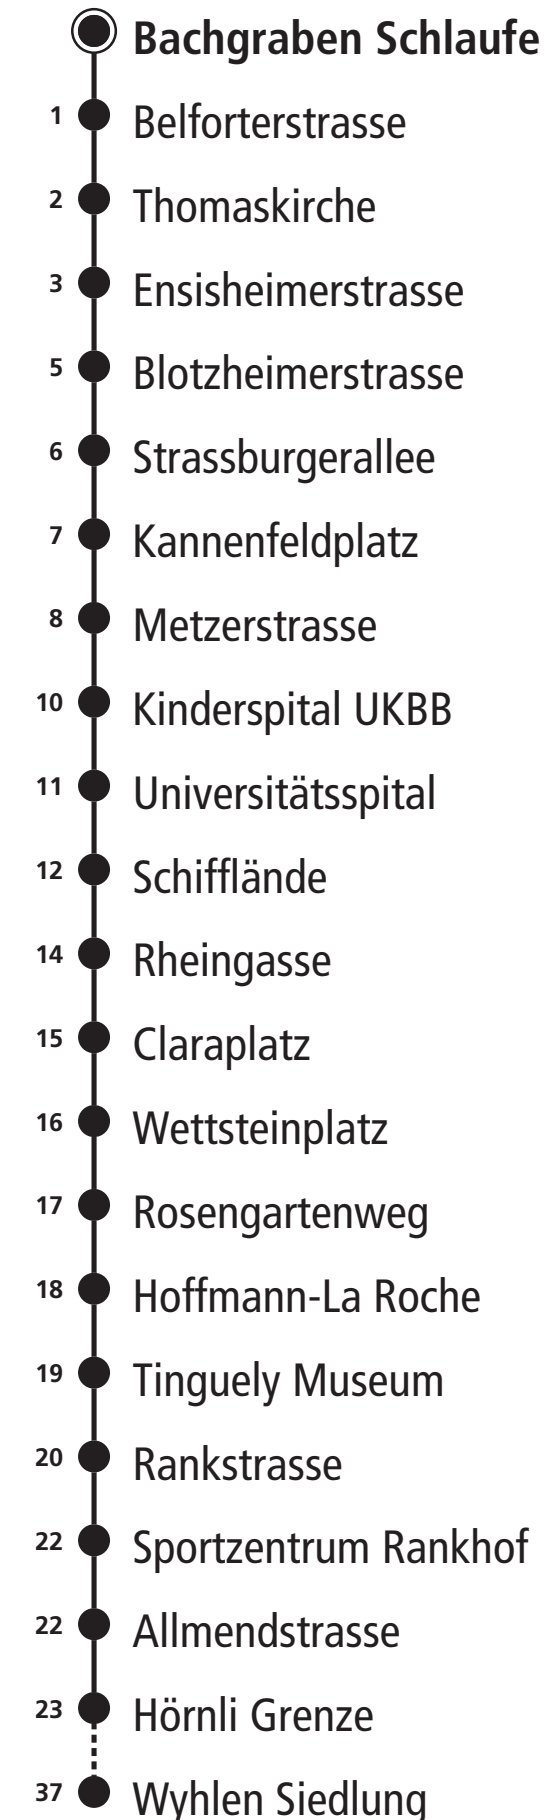 Bachgraben Schlaufe
1 Belforterstrasse
2 Thomaskirche
3 Ensisheimerstrasse
5 Blotzheimerstrasse
6 Strassburgerallee
7 Kannenfeldplatz
8 Metzerstrasse
10 Kinderspital UKBB
11 Universitätsspital
12 Schifflände
14 Rheingasse
15 Claraplatz
16 Wettsteinplatz
17 Rosengartenweg
18 Hoffmann-La Roche
19 Tinguely Museum
20 Rankstrasse
22 Sportzentrum Rankhof
22 Allmendstrasse
23 Hörnli Grenze
37 Wyhlen Siedlung